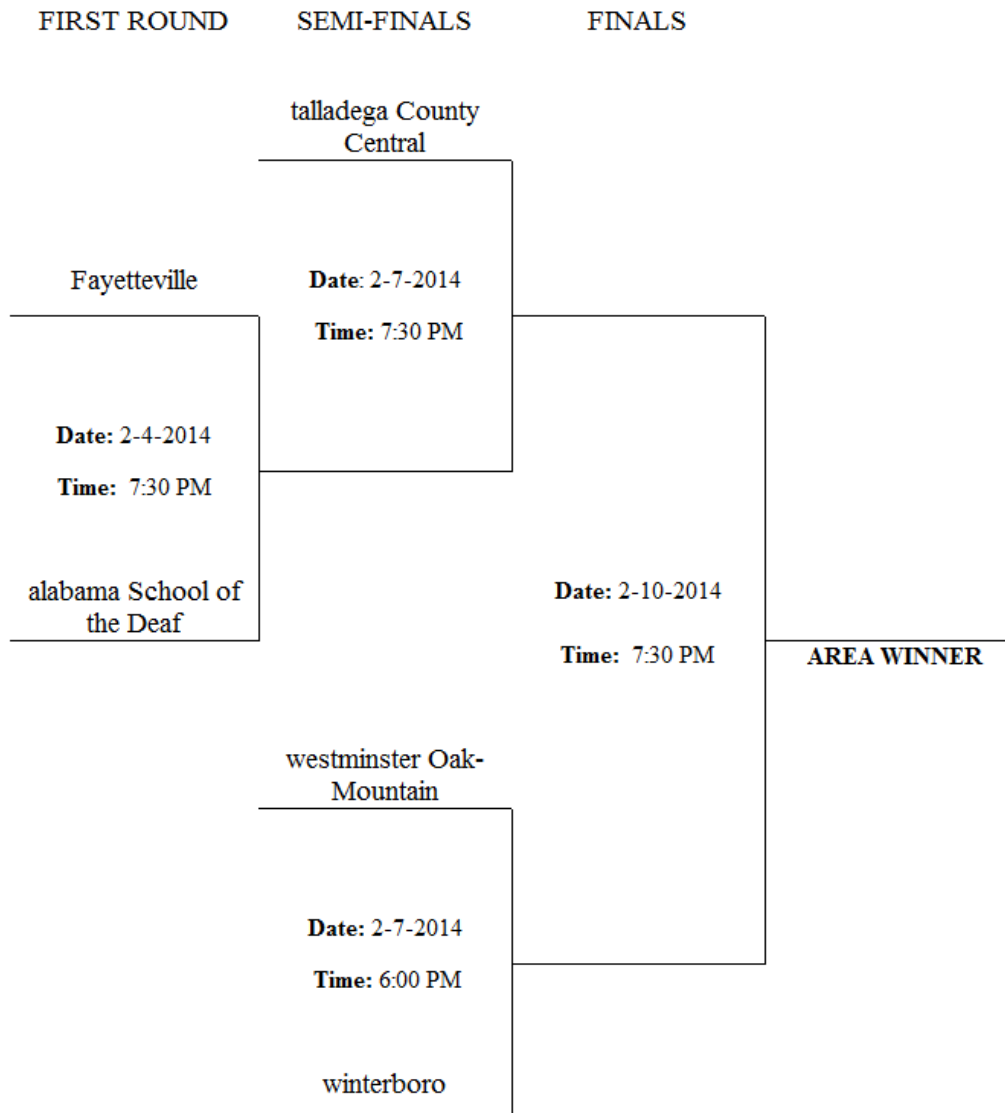 FIRST ROUND
SEMI-FINALS
FINALS
talladega County
Central
Fayetteville
Date: 2-7-2014
Time: 7:30 PM
Date: 2-4-2014
Time: 7:30 PM
alabama School of
the Deaf
Date: 2-10-2014
Time: 7:30 PM
AREA WINNER
westminster Oak-
Mountain
Date: 2-7-2014
Time: 6:00 PM
winterboro